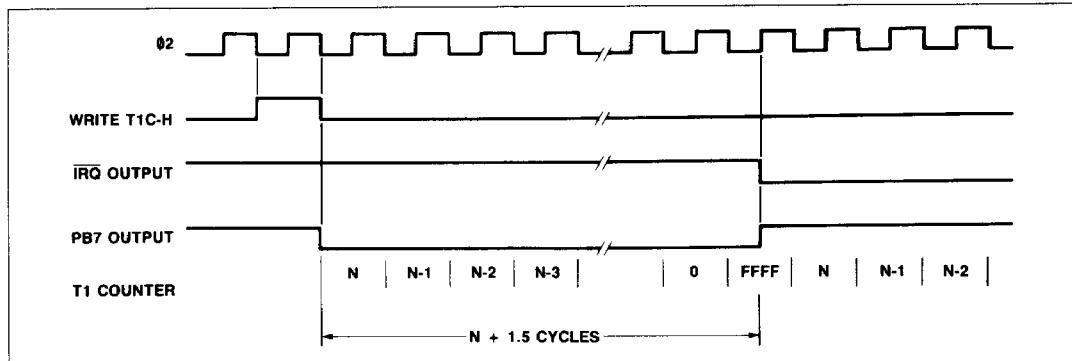 Ø2
WRITE T1C-H
IRQ OUTPUT
PB7 OUTPUT
N N-1 N-2 N-3 0 FFFF N N-1 N-2
T1 COUNTER
N + 1.5 CYCLES